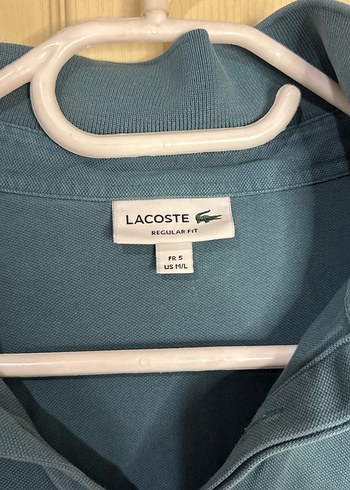 LACOSTE
REGULAR FIT
FR 5
US M/L